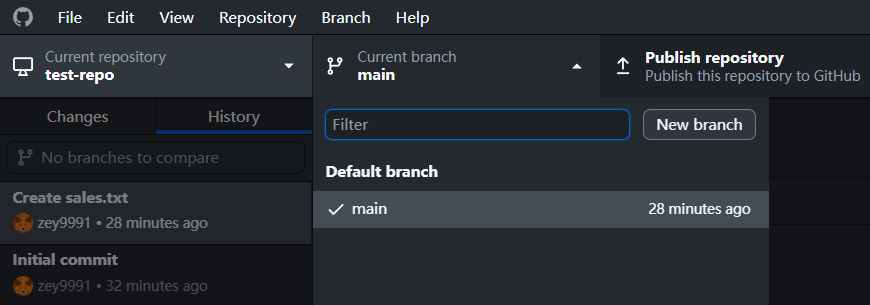 File Edit View Repository Branch Help
Current repository
test-repo
Current branch
main
Publish repository
Publish this repository to GitHub
Changes History
Filter
New branch
No branches to compare
Default branch
Create sales.txt
zey9991 • 28 minutes ago
main 28 minutes ago
Initial commit
zey9991 • 32 minutes ago